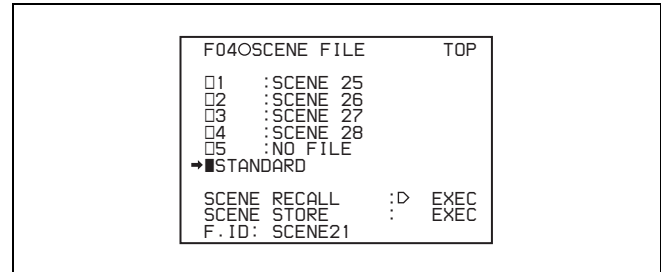 F04○SCENE FILE TOP
□1 :SCENE 25
□2 :SCENE 26
□3 :SCENE 27
□4 :SCENE 28
□5 :NO FILE
➡■STANDARD
SCENE RECALL :▷ EXEC
SCENE STORE : EXEC
F.ID: SCENE21